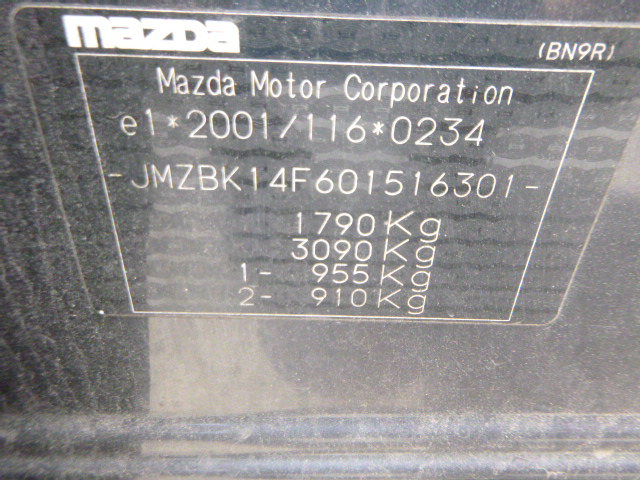 mazda
(BN9R)
Mazda Motor Corporation
e1*2001/116*0234
-JMZBK14F601516301-
1790Kg
3090Kg
1- 955Kg
2- 910Kg